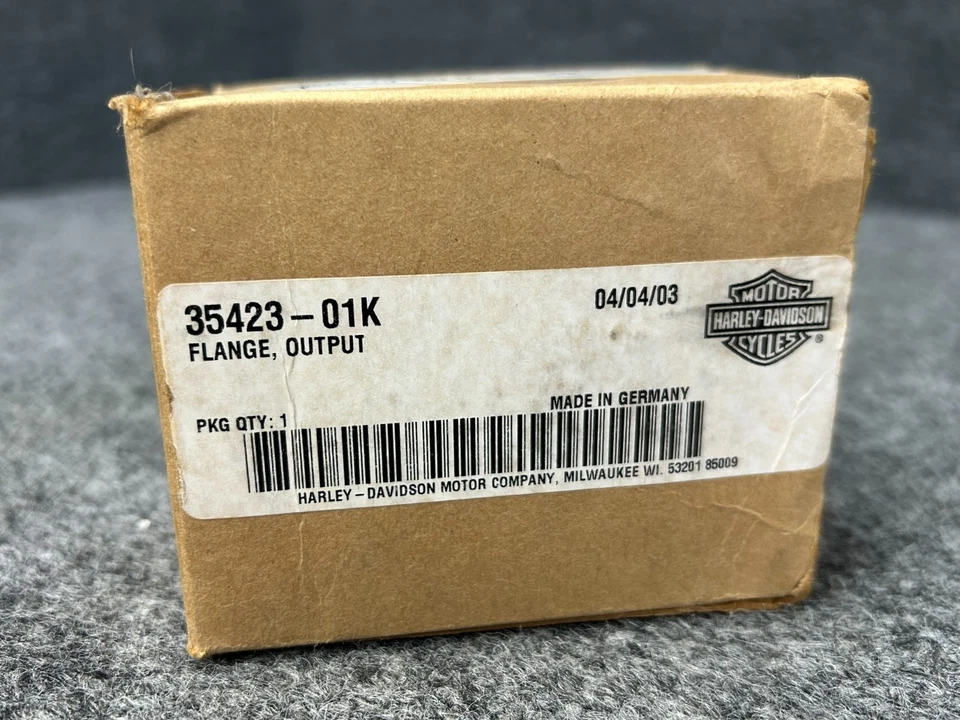 35423-01K
04/04/03
FLANGE, OUTPUT
MOTOR
HARLEY-DAVIDSON
CYCLES
®
MADE IN GERMANY
PKG QTY: 1
HARLEY-DAVIDSON MOTOR COMPANY, MILWAUKEE WI. 53201 85009